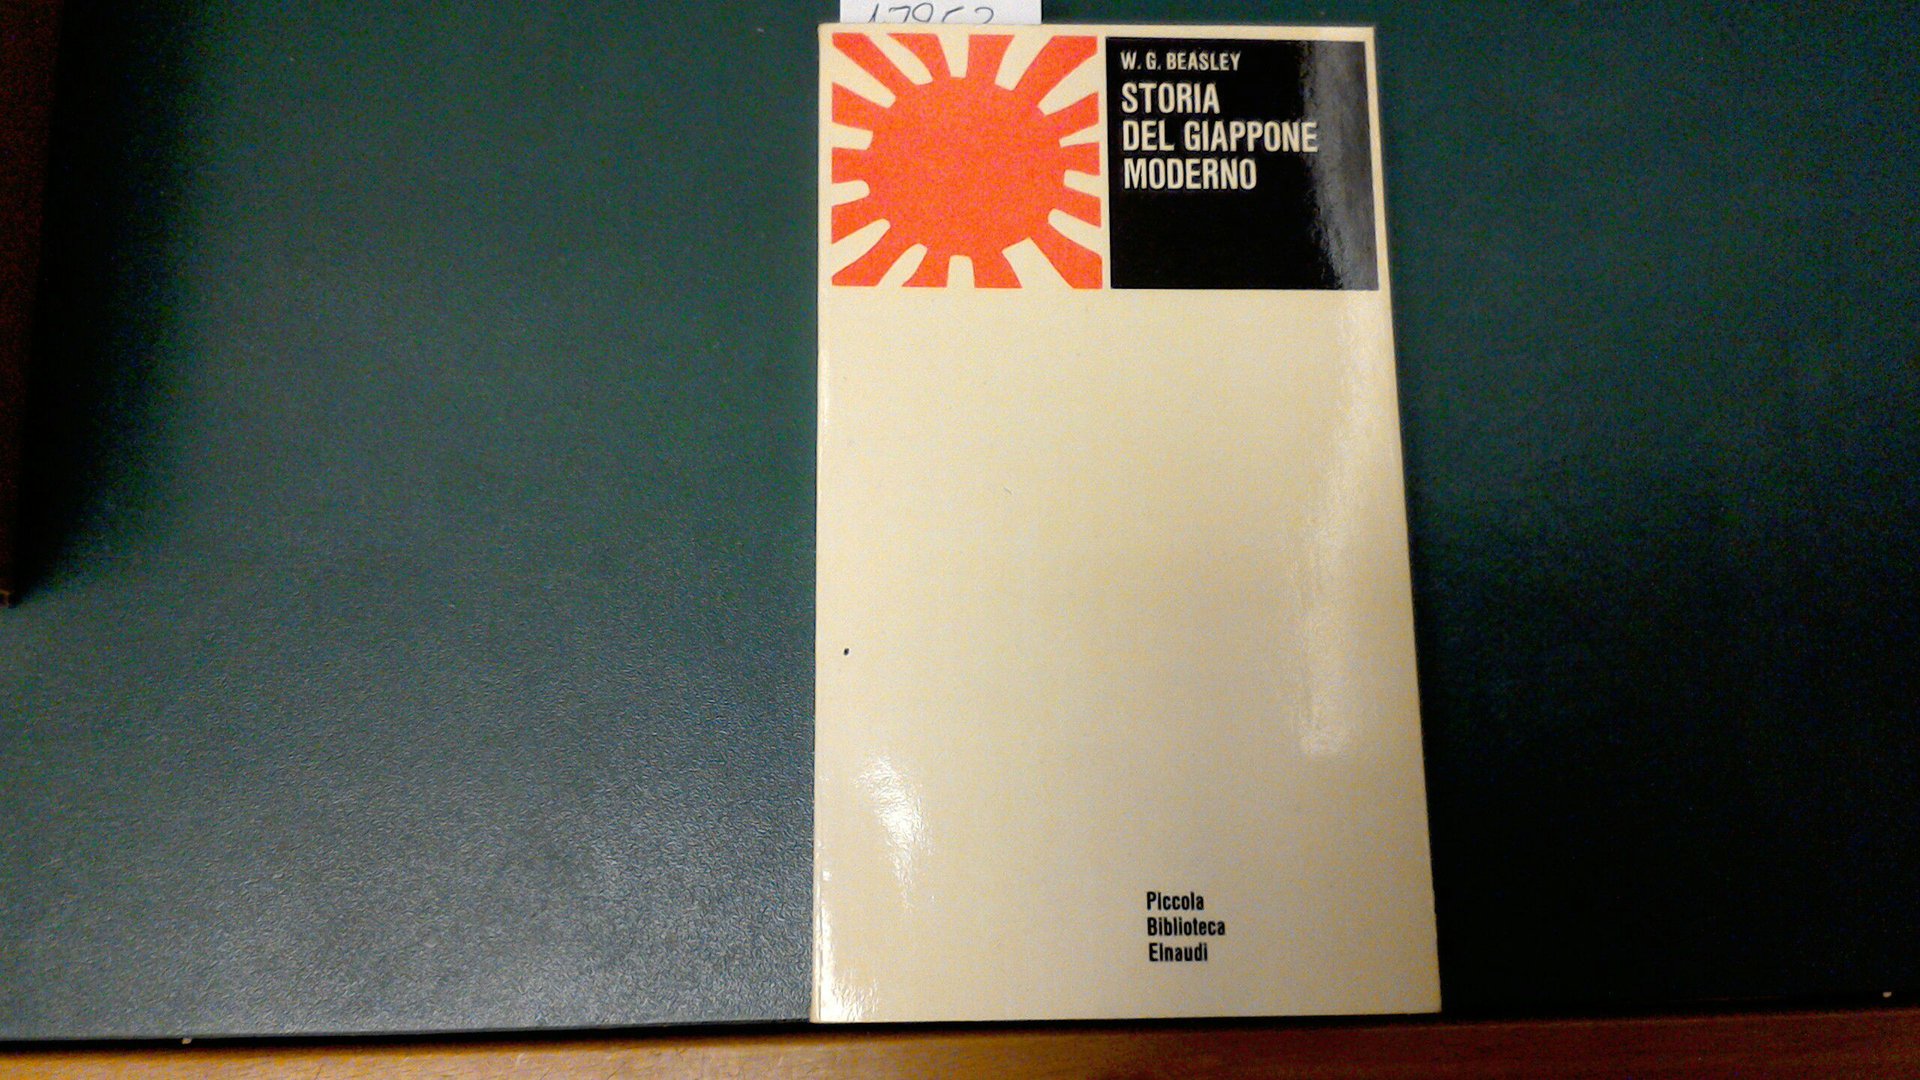 W. G. BEASLEY
STORIA
DEL GIAPPONE
MODERNO
Piccola
Biblioteca
Einaudi